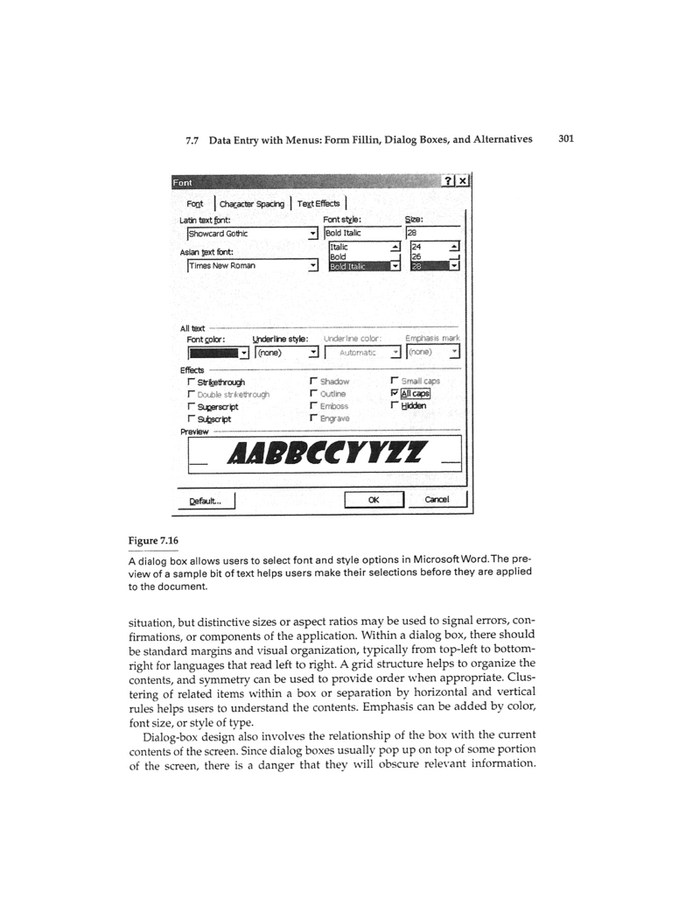 7.7 Data Entry with Menus: Form Fillin, Dialog Boxes, and Alternatives 301
Font ? x
Font Character Spacing Text Effects
Latin text font: Font style: Size:
Showcard Gothic Bold Italic 28
Italic 24
Asian text font: Bold 26
Times New Roman Bold Italic 28
All text
Font color: Underline style: Underline color: Emphasis mark
(none) Automatic (none)
Effects
Strikethrough Shadow Small caps
Double strikethrough Outline All caps
Superscript Emboss Hidden
Subscript Engrave
Preview
AABBCCYYZZ
Default... OK Cancel
Figure 7.16
A dialog box allows users to select font and style options in Microsoft Word. The pre-
view of a sample bit of text helps users make their selections before they are applied
to the document.
situation, but distinctive sizes or aspect ratios may be used to signal errors, con-
firmations, or components of the application. Within a dialog box, there should
be standard margins and visual organization, typically from top-left to bottom-
right for languages that read left to right. A grid structure helps to organize the
contents, and symmetry can be used to provide order when appropriate. Clus-
tering of related items within a box or separation by horizontal and vertical
rules helps users to understand the contents. Emphasis can be added by color,
font size, or style of type.
Dialog-box design also involves the relationship of the box with the current
contents of the screen. Since dialog boxes usually pop up on top of some portion
of the screen, there is a danger that they will obscure relevant information.